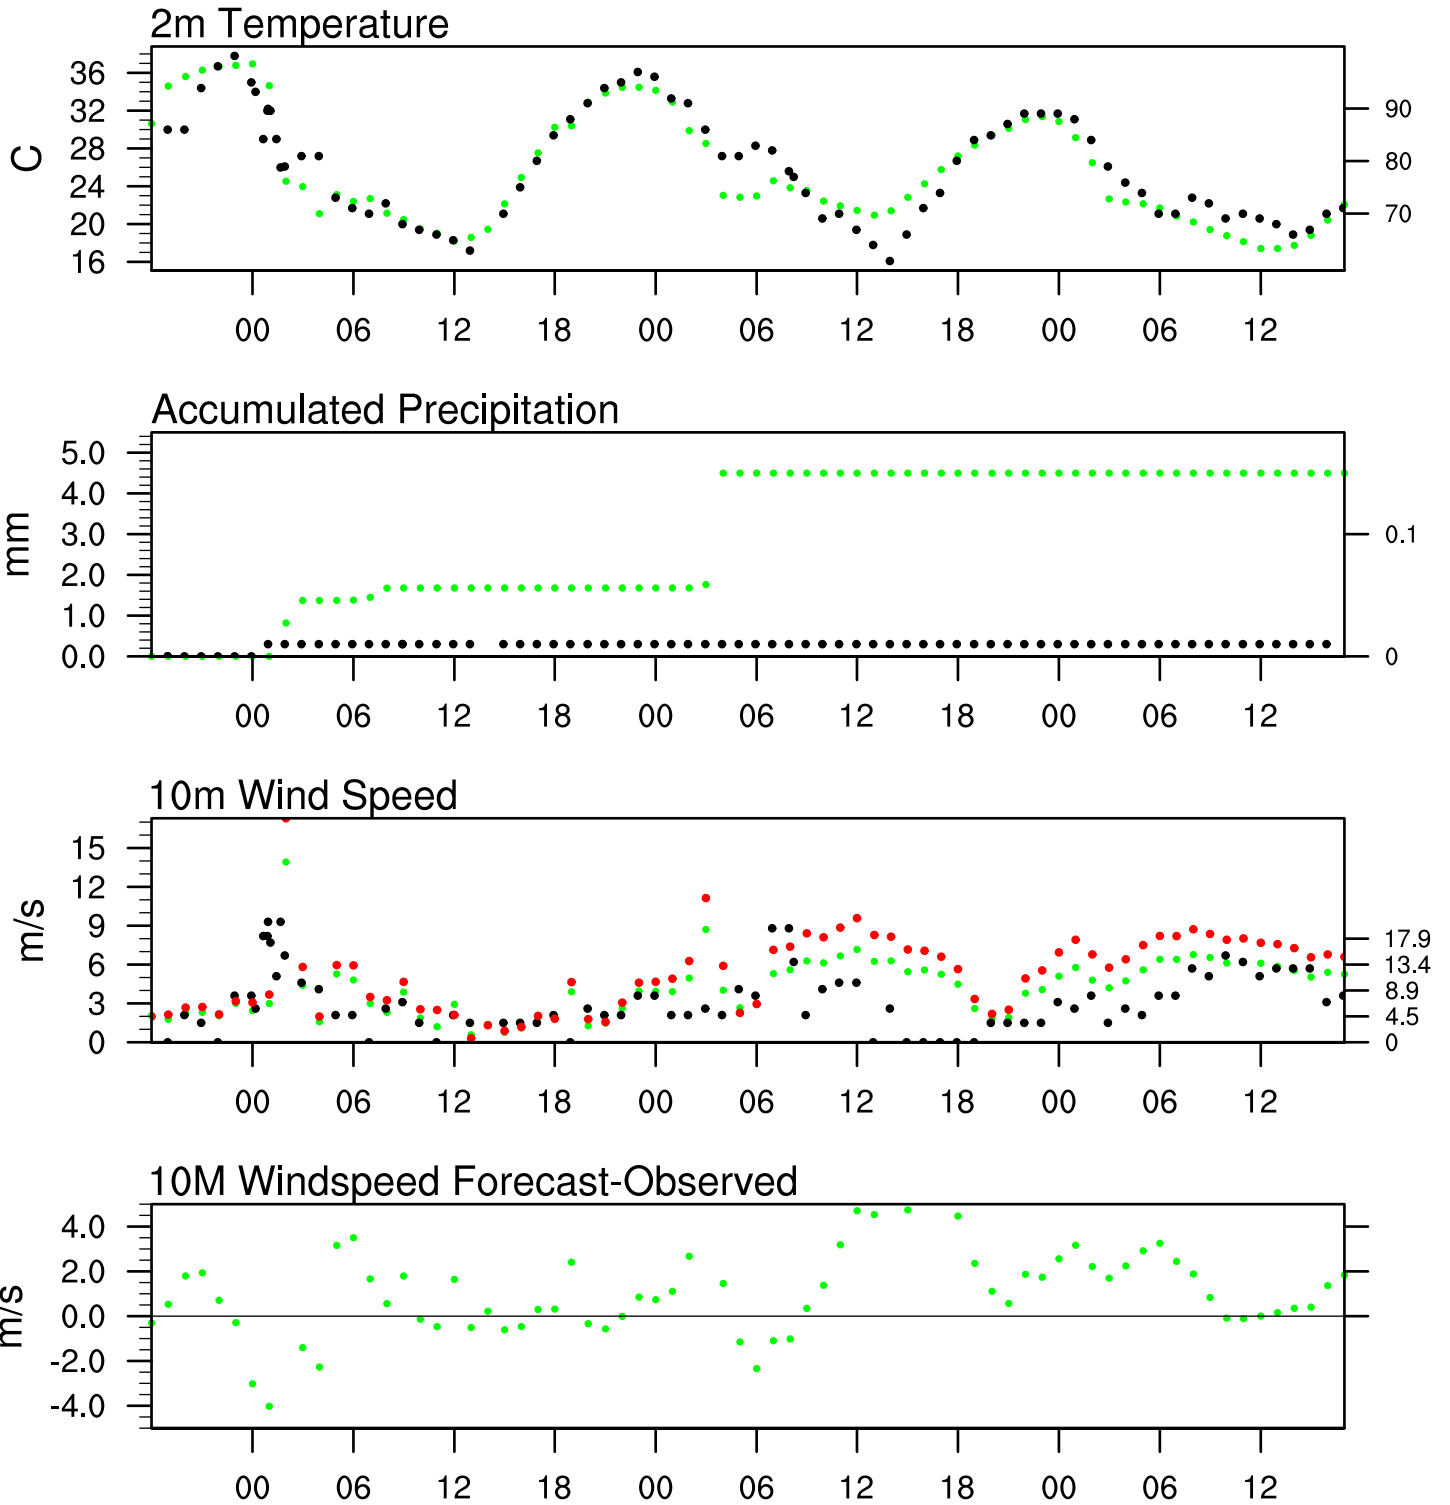 2m Temperature
36
32
28
24
20
16
C
90
80
70
00 06 12 18 00 06 12 18 00 06 12
Accumulated Precipitation
5.0
4.0
3.0
2.0
1.0
0.0
mm
0.1
0
00 06 12 18 00 06 12 18 00 06 12
10m Wind Speed
15
12
9
6
3
0
m/s
17.9
13.4
8.9
4.5
0
00 06 12 18 00 06 12 18 00 06 12
10M Windspeed Forecast-Observed
4.0
2.0
0.0
-2.0
-4.0
m/s
00 06 12 18 00 06 12 18 00 06 12